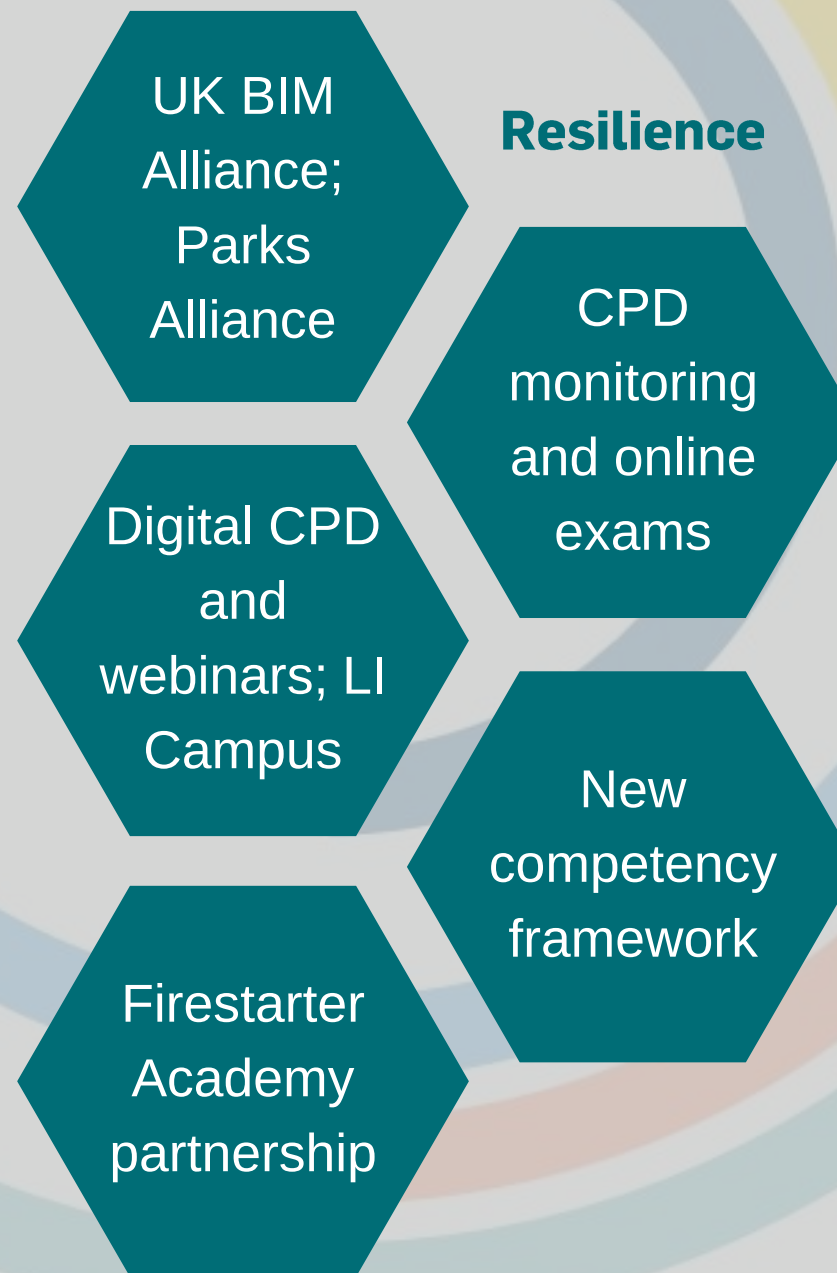 Resilience
UK BIM
Alliance;
Parks
Alliance
CPD
monitoring
and online
exams
Digital CPD
and
webinars; LI
Campus
New
competency
framework
Firestarter
Academy
partnership